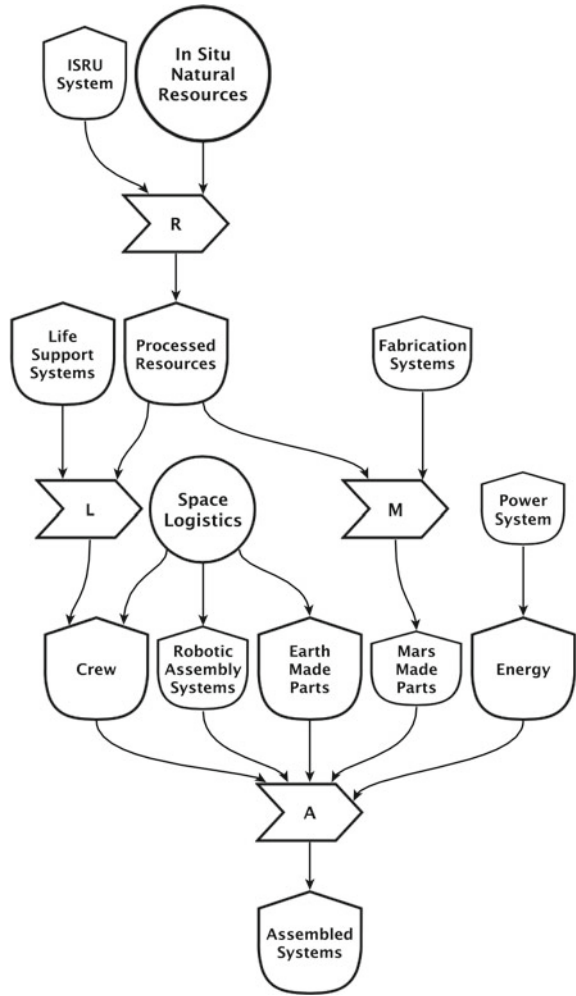 ISRU
System
In Situ
Natural
Resources
R
Life
Support
Systems
Processed
Resources
Fabrication
Systems
L
Space
Logistics
M
Power
System
Crew
Robotic
Assembly
Systems
Earth
Made
Parts
Mars
Made
Parts
Energy
A
Assembled
Systems